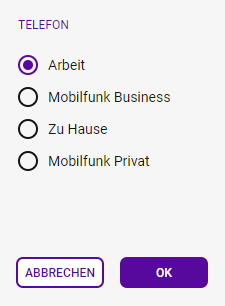 TELEFON
Arbeit
Mobilfunk Business
Zu Hause
Mobilfunk Privat
ABBRECHEN OK